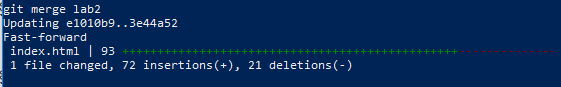 git merge lab2
Updating e1010b9..3e44a52
Fast-forward
 index.html | 93 +++++++++++++++++++++++++++++++++++++++++++++++---------------
 1 file changed, 72 insertions(+), 21 deletions(-)